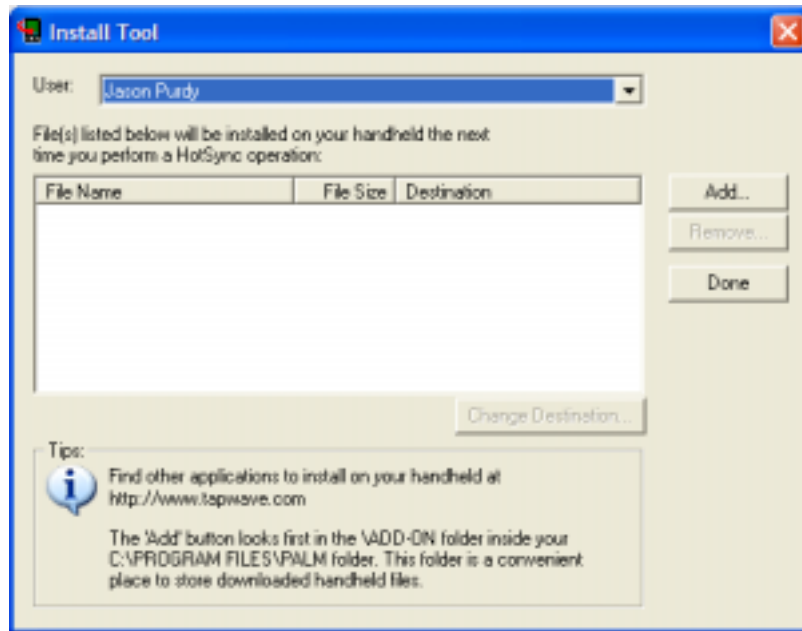 Install Tool
User:
Jason Purdy
File(s) listed below will be installed on your handheld the next
time you perform a HotSync operation:
File Name File Size Destination
Add...
Remove...
Done
Change Destination...
Tips:
Find other applications to install on your handheld at
http://www.tapwave.com
The 'Add' button looks first in the \ADD-ON folder inside your
C:\PROGRAM FILES\PALM folder. This folder is a convenient
place to store downloaded handheld files.